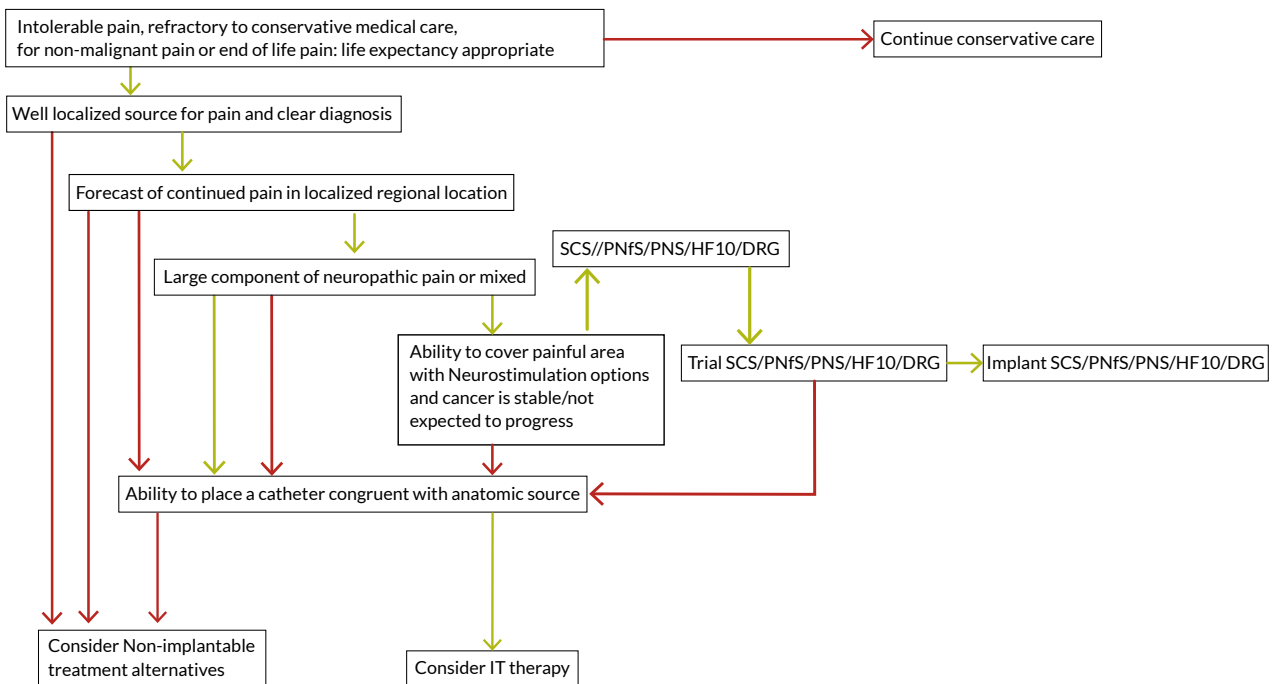 Intolerable pain, refractory to conservative medical care,
for non-malignant pain or end of life pain: life expectancy appropriate
Continue conservative care
Well localized source for pain and clear diagnosis
Forecast of continued pain in localized regional location
SCS//PNfS/PNS/HF10/DRG
Large component of neuropathic pain or mixed
Ability to cover painful area
with Neurostimulation options
and cancer is stable/not
expected to progress
Trial SCS/PNfS/PNS/HF10/DRG
Implant SCS/PNfS/PNS/HF10/DRG
Ability to place a catheter congruent with anatomic source
Consider Non-implantable
treatment alternatives
Consider IT therapy